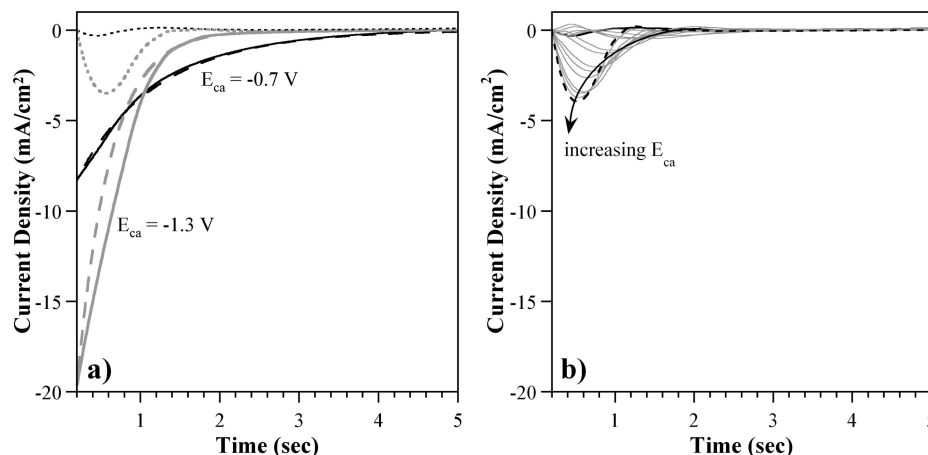 0
-5
-10
-15
-20
Current Density (mA/cm²)
E_ca = -0.7 V
E_ca = -1.3 V
a)
1
2
3
4
5
Time (sec)
0
-5
-10
-15
-20
Current Density (mA/cm²)
increasing E_ca
b)
1
2
3
4
Time (sec)